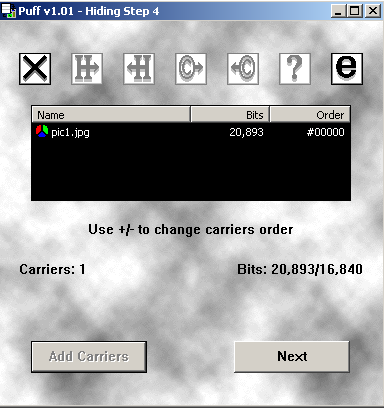 Puff v1.01 - Hiding Step 4
X H H C C ? e
Name Bits Order
pic1.jpg 20,893 #00000
Use +/- to change carriers order
Carriers: 1 Bits: 20,893/16,840
Add Carriers Next